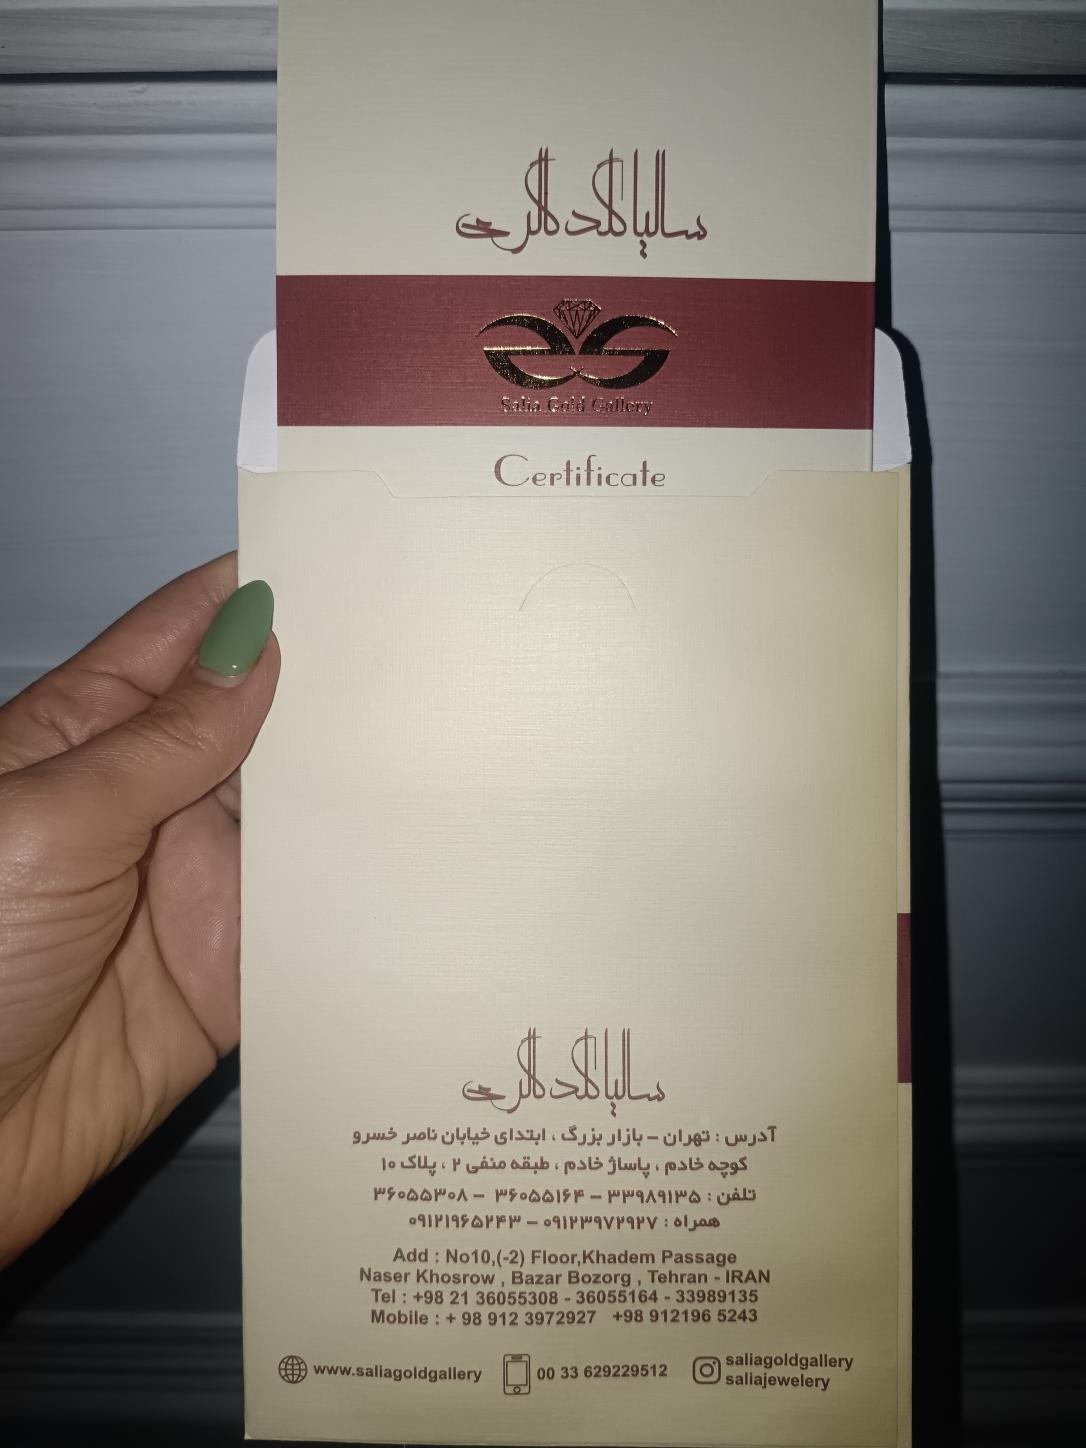 سالیا گلد گالری
Salia Gold Gallery
Certificate
سالیا گلد گالری
آدرس : تهران – بازار بزرگ ، ابتدای خیابان ناصر خسرو
کوچه خادم ، پاساژ خادم ، طبقه منفی ۲ ، پلاک ۱۰
تلفن : ۳۳۹۸۹۱۳۵ – ۳۶۰۵۵۱۶۴ – ۳۶۰۵۵۳۰۸
همراه : ۰۹۱۲۳۹۷۲۹۲۷ – ۰۹۱۲۱۹۶۵۲۴۳
Add : No10,(-2) Floor,Khadem Passage
Naser Khosrow , Bazar Bozorg , Tehran - IRAN
Tel : +98 21 36055308 - 36055164 - 33989135
Mobile : + 98 912 3972927 +98 912196 5243
www.saliagoldgallery
00 33 629229512
saliagoldgallery
saliajewelery